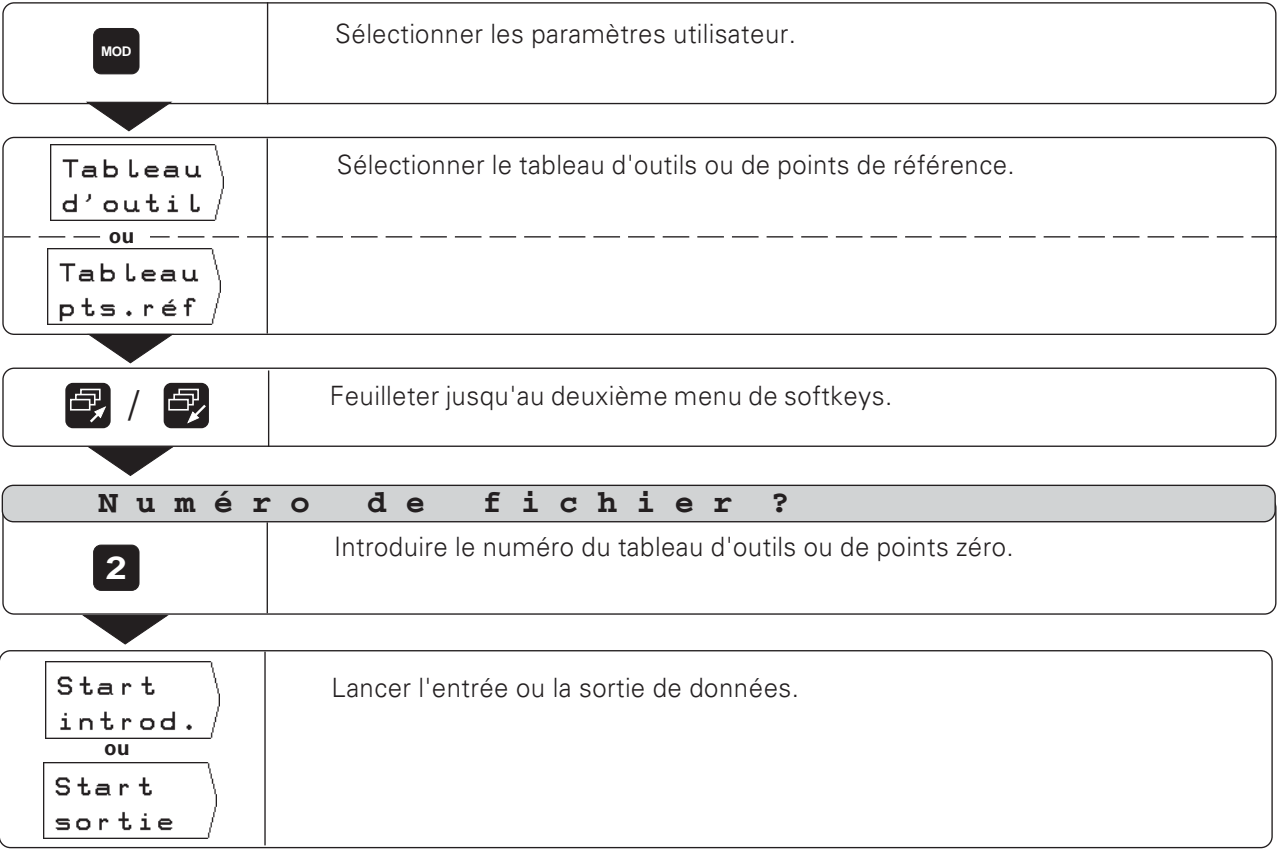 MOD
Sélectionner les paramètres utilisateur.
Tableau
d'outil
Sélectionner le tableau d'outils ou de points de référence.
ou
Tableau
pts.réf
/
Feuilleter jusqu'au deuxième menu de softkeys.
Numéro de fichier ?
2
Introduire le numéro du tableau d'outils ou de points zéro.
Start
introd.
Lancer l'entrée ou la sortie de données.
ou
Start
sortie